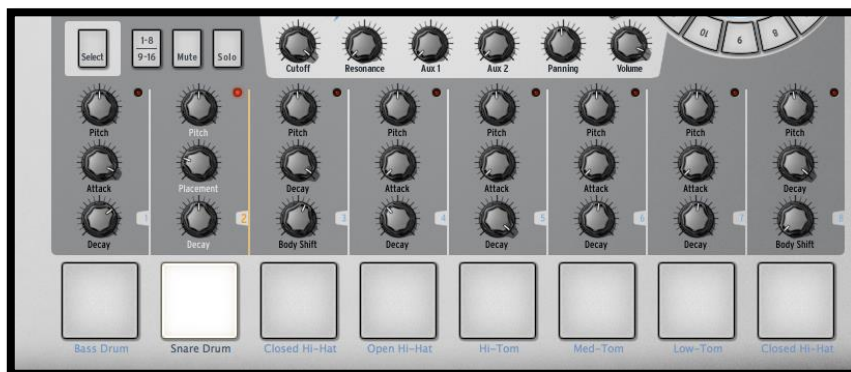 Select
1-8
9-16
Mute
Solo
Cutoff Resonance Aux 1 Aux 2 Panning Volume
10 9 8
Pitch Pitch Pitch Pitch Pitch Pitch Pitch Pitch
Attack Placement Decay Attack Attack Attack Attack Decay
1 2 3 4 5 6 7 8
Decay Decay Body Shift Decay Decay Decay Decay Body Shift
Bass Drum Snare Drum Closed Hi-Hat Open Hi-Hat Hi-Tom Med-Tom Low-Tom Closed Hi-Hat